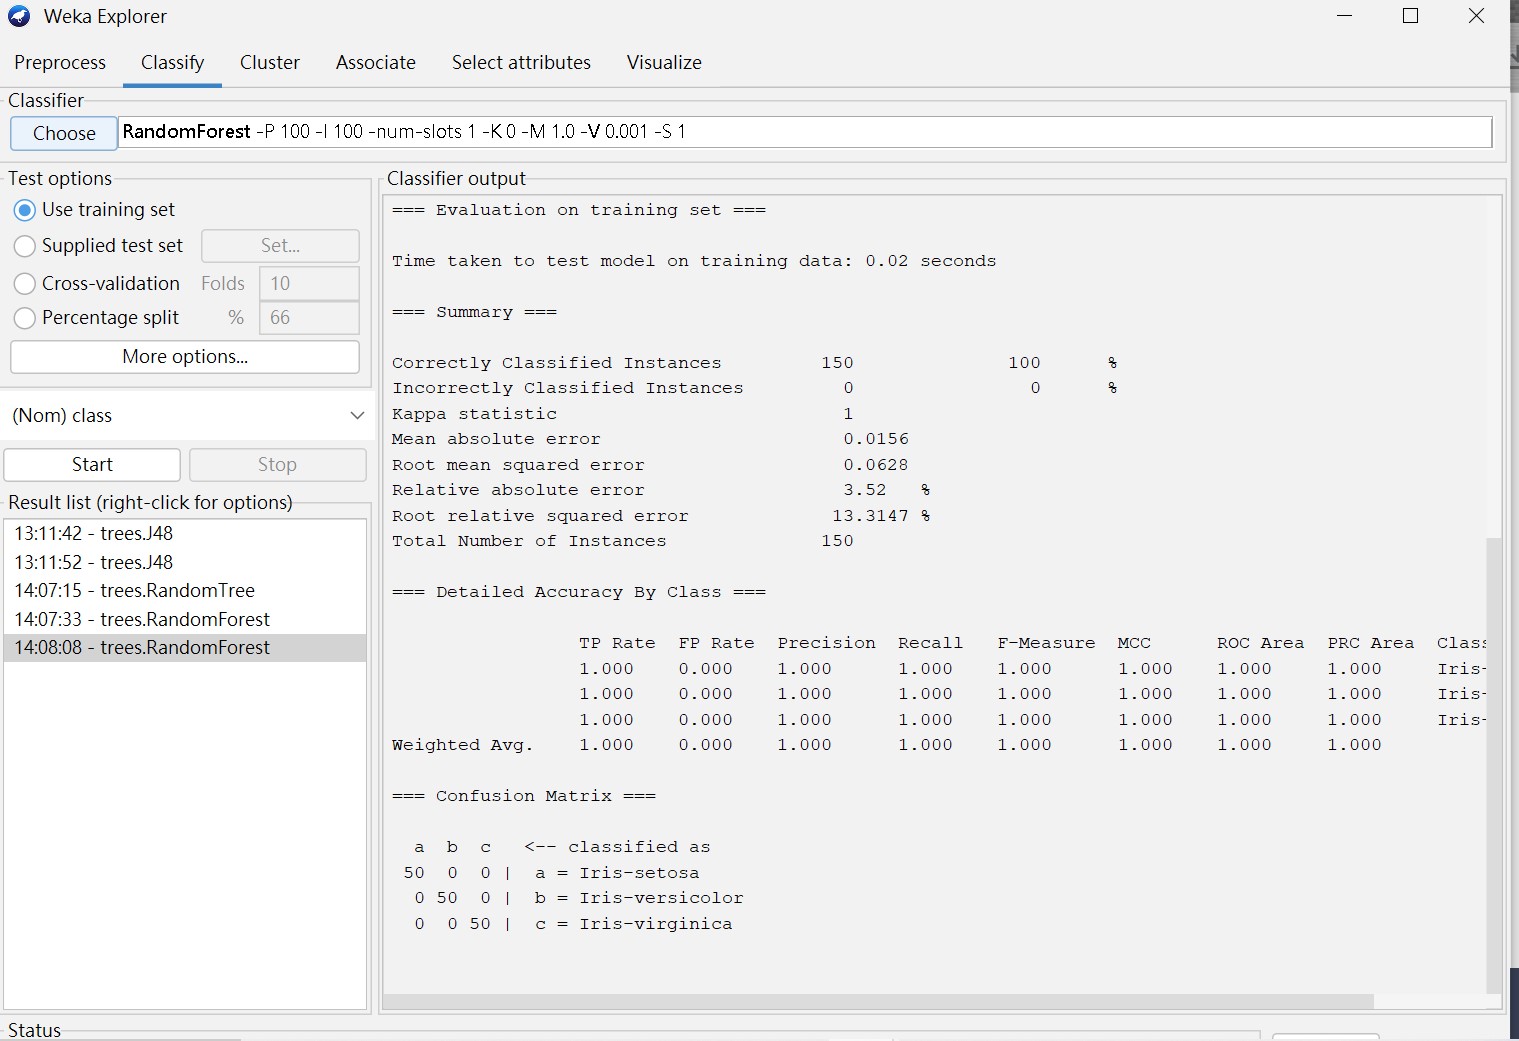 Weka Explorer
Preprocess Classify Cluster Associate Select attributes Visualize
Classifier
Choose RandomForest -P 100 -I 100 -num-slots 1 -K 0 -M 1.0 -V 0.001 -S 1
Test options
Use training set
Supplied test set Set...
Cross-validation Folds 10
Percentage split % 66
More options...
(Nom) class
Start Stop
Result list (right-click for options)
13:11:42 - trees.J48
13:11:52 - trees.J48
14:07:15 - trees.RandomTree
14:07:33 - trees.RandomForest
14:08:08 - trees.RandomForest
Classifier output
=== Evaluation on training set ===
Time taken to test model on training data: 0.02 seconds
=== Summary ===
Correctly Classified Instances 150 100 %
Incorrectly Classified Instances 0 0 %
Kappa statistic 1
Mean absolute error 0.0156
Root mean squared error 0.0628
Relative absolute error 3.52 %
Root relative squared error 13.3147 %
Total Number of Instances 150
=== Detailed Accuracy By Class ===
TP Rate FP Rate Precision Recall F-Measure MCC ROC Area PRC Area Clas
1.000 0.000 1.000 1.000 1.000 1.000 1.000 1.000 Iris-
1.000 0.000 1.000 1.000 1.000 1.000 1.000 1.000 Iris-
1.000 0.000 1.000 1.000 1.000 1.000 1.000 1.000 Iris-
Weighted Avg. 1.000 0.000 1.000 1.000 1.000 1.000 1.000 1.000
=== Confusion Matrix ===
a b c <-- classified as
50 0 0 | a = Iris-setosa
0 50 0 | b = Iris-versicolor
0 0 50 | c = Iris-virginica
Status